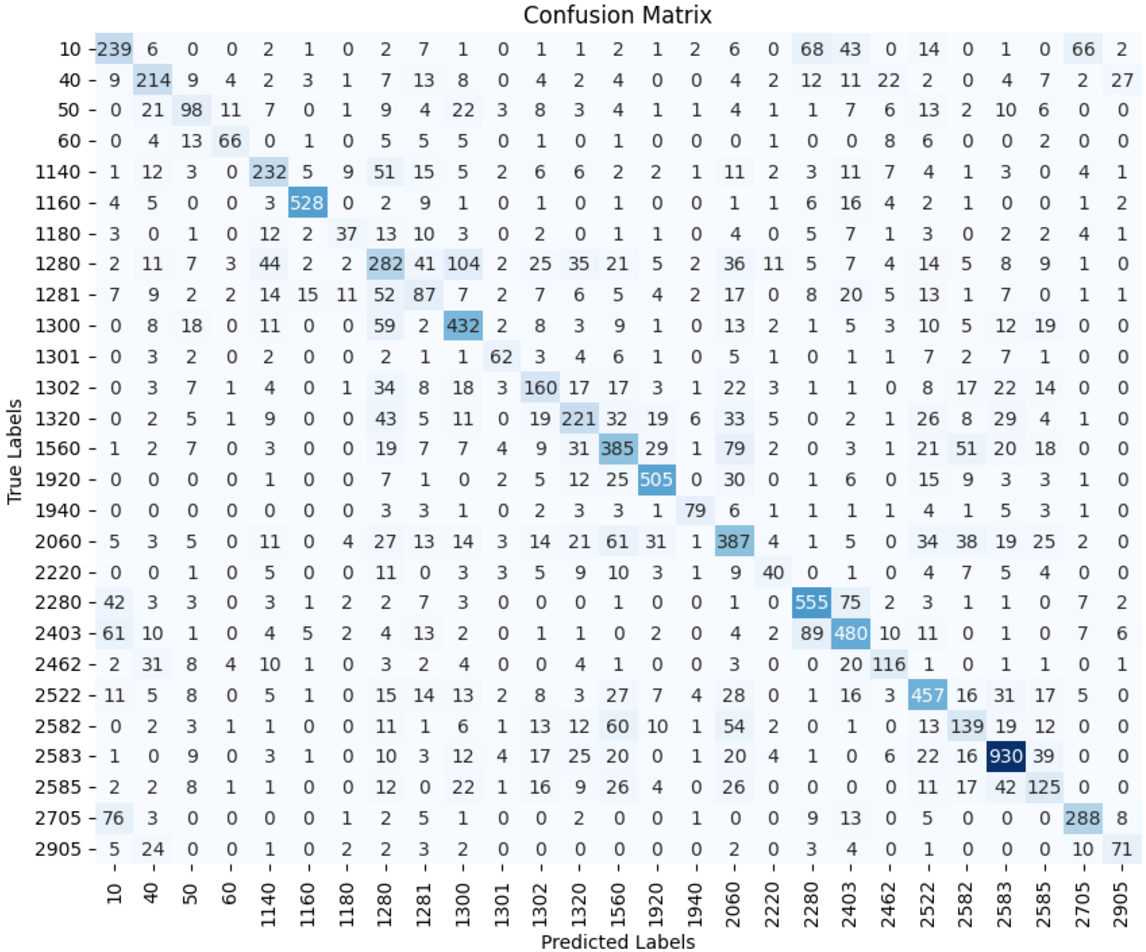 Confusion Matrix
10 239 6 0 0 2 1 0 2 7 1 0 1 1 2 1 2 6 0 68 43 0 14 0 1 0 66 2
40 9 214 9 4 2 3 1 7 13 8 0 4 2 4 0 0 4 2 12 11 22 2 0 4 7 2 27
50 0 21 98 11 7 0 1 9 4 22 3 8 3 4 1 1 4 1 1 7 6 13 2 10 6 0 0
60 0 4 13 66 0 1 0 5 5 5 0 1 0 1 0 0 0 1 0 0 8 6 0 0 2 0 0
1140 1 12 3 0 232 5 9 51 15 5 2 6 6 2 2 1 11 2 3 11 7 4 1 3 0 4 1
1160 4 5 0 0 3 528 0 2 9 1 0 1 0 1 0 0 1 1 6 16 4 2 1 0 0 1 2
1180 3 0 1 0 12 2 37 13 10 3 0 2 0 1 1 0 4 0 5 7 1 3 0 2 2 4 1
1280 2 11 7 3 44 2 2 282 41 104 2 25 35 21 5 2 36 11 5 7 4 14 5 8 9 1 0
1281 7 9 2 2 14 15 11 52 87 7 2 7 6 5 4 2 17 0 8 20 5 13 1 7 0 1 1
1300 0 8 18 0 11 0 0 59 2 432 2 8 3 9 1 0 13 2 1 5 3 10 5 12 19 0 0
1301 0 3 2 0 2 0 0 2 1 1 62 3 4 6 1 0 5 1 0 1 1 7 2 7 1 0 0
1302 0 3 7 1 4 0 1 34 8 18 3 160 17 17 3 1 22 3 1 1 0 8 17 22 14 0 0
1320 0 2 5 1 9 0 0 43 5 11 0 19 221 32 19 6 33 5 0 2 1 26 8 29 4 1 0
1560 1 2 7 0 3 0 0 19 7 7 4 9 31 385 29 1 79 2 0 3 1 21 51 20 18 0 0
1920 0 0 0 0 1 0 0 7 1 0 2 5 12 25 505 0 30 0 1 6 0 15 9 3 3 1 0
1940 0 0 0 0 0 0 0 3 3 1 0 2 3 3 1 79 6 1 1 1 1 4 1 5 3 1 0
2060 5 3 5 0 11 0 4 27 13 14 3 14 21 61 31 1 387 4 1 5 0 34 38 19 25 2 0
2220 0 0 1 0 5 0 0 11 0 3 3 5 9 10 3 1 9 40 0 1 0 4 7 5 4 0 0
2280 42 3 3 0 3 1 2 2 7 3 0 0 0 1 0 0 1 0 555 75 2 3 1 1 0 7 2
2403 61 10 1 0 4 5 2 4 13 2 0 1 1 0 2 0 4 2 89 480 10 11 0 1 0 7 6
2462 2 31 8 4 10 1 0 3 2 4 0 0 4 1 0 0 3 0 0 20 116 1 0 1 1 0 1
2522 11 5 8 0 5 1 0 15 14 13 2 8 3 27 7 4 28 0 1 16 3 457 16 31 17 5 0
2582 0 2 3 1 1 0 0 11 1 6 1 13 12 60 10 1 54 2 0 1 0 13 139 19 12 0 0
2583 1 0 9 0 3 1 0 10 3 12 4 17 25 20 0 1 20 4 1 0 6 22 16 930 39 0 0
2585 2 2 8 1 1 0 0 12 0 22 1 16 9 26 4 0 26 0 0 0 0 11 17 42 125 0 0
2705 76 3 0 0 0 0 1 2 5 1 0 0 2 0 0 1 0 0 9 13 0 5 0 0 0 288 8
2905 5 24 0 0 1 0 2 2 3 2 0 0 0 0 0 0 2 0 3 4 0 1 0 0 0 10 71
10 40 50 60 1140 1160 1180 1280 1281 1300 1301 1302 1320 1560 1920 1940 2060 2220 2280 2403 2462 2522 2582 2583 2585 2705 2905
True Labels
Predicted Labels